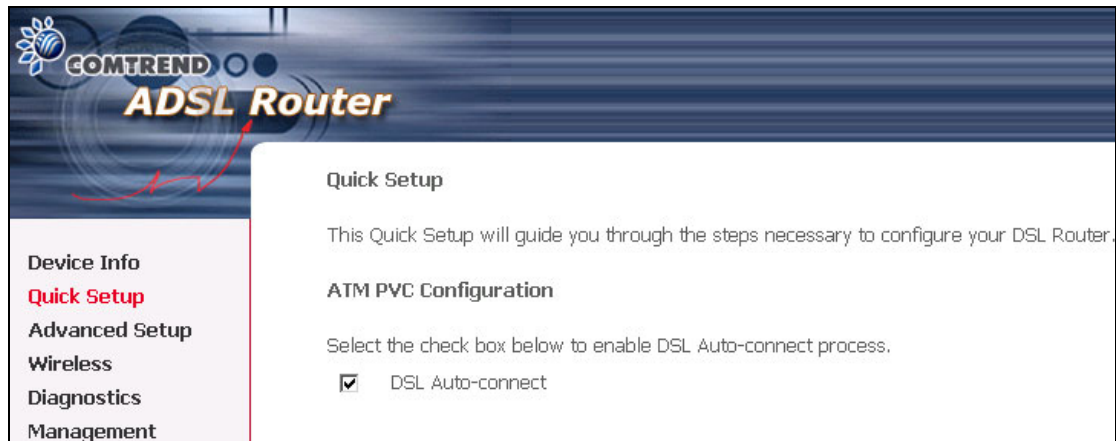 COMTREND
ADSL Router
Device Info
Quick Setup
Advanced Setup
Wireless
Diagnostics
Management
Quick Setup
This Quick Setup will guide you through the steps necessary to configure your DSL Router.
ATM PVC Configuration
Select the check box below to enable DSL Auto-connect process.
DSL Auto-connect